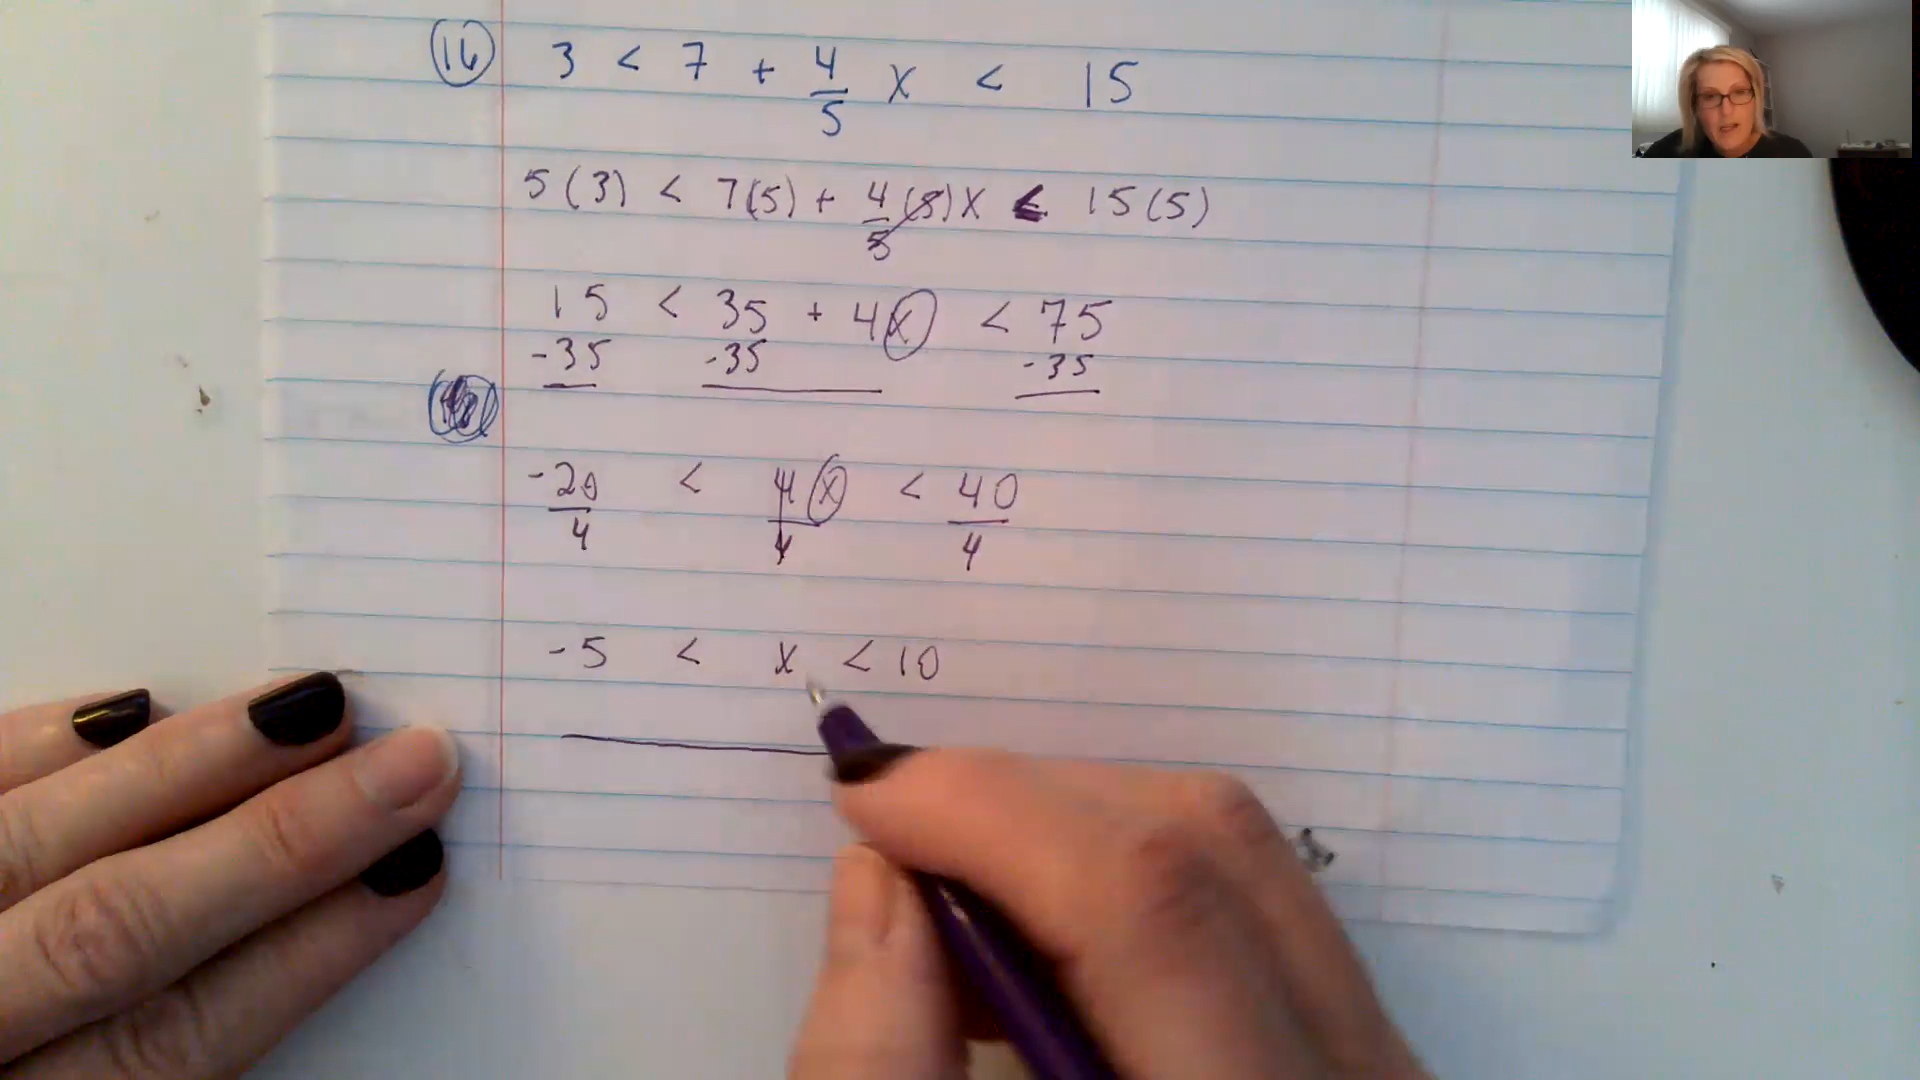 16 3 < 7 + 4/5 x < 15
5(3) < 7(5) + 4/5 (5)x < 15(5)
15 < 35 + 4x < 75
-35 -35 -35
-20/4 < 4x/4 < 40/4
-5 < x < 10